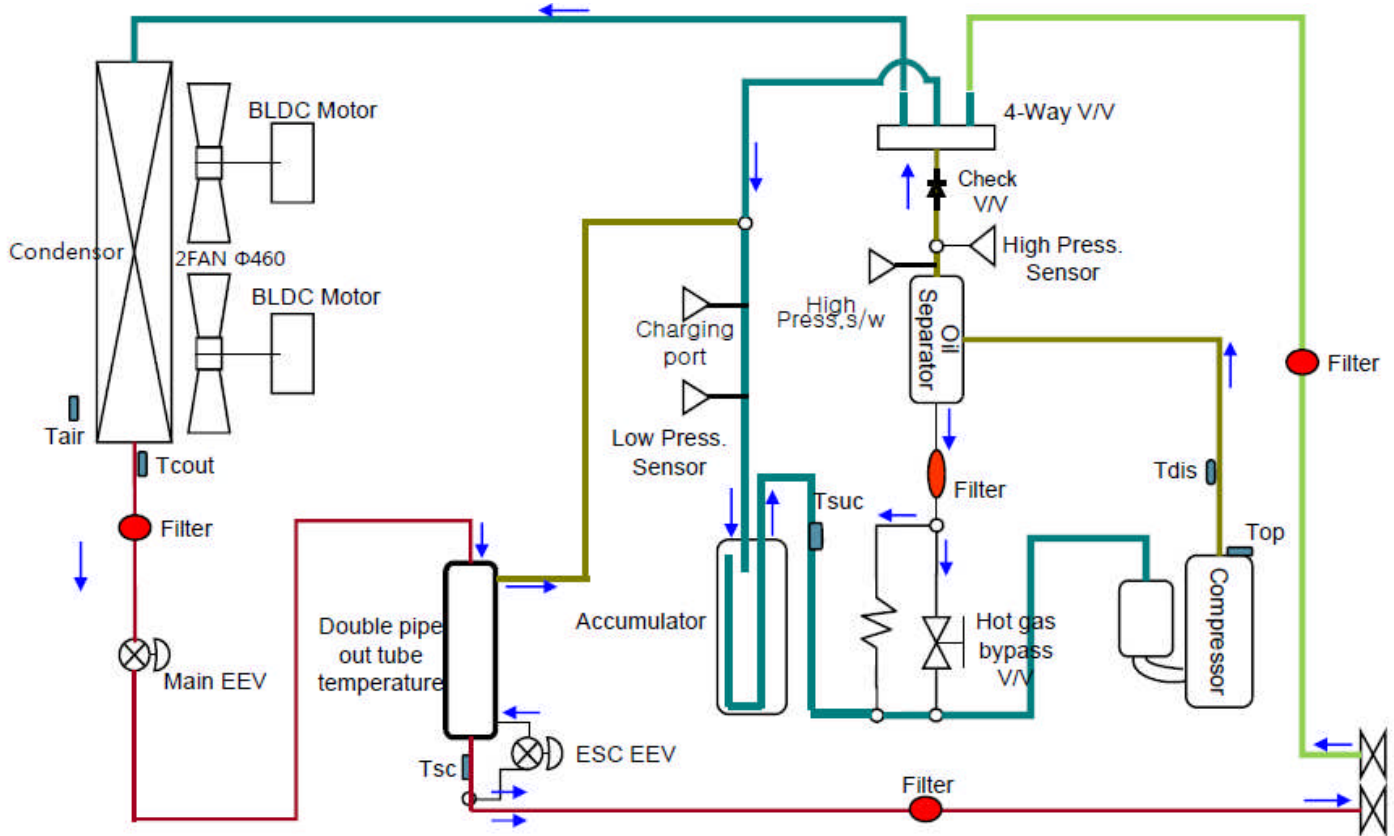 BLDC Motor
4-Way V/V
Check
V/V
Condensor
2FAN Φ460
High Press.
Sensor
BLDC Motor
High
Press,s/w
Charging
port
Oil
Separator
Filter
Tair
Tcout
Low Press.
Sensor
Tdis
Tsuc
Filter
Filter
Top
Compressor
Double pipe
out tube
temperature
Accumulator
Hot gas
bypass
V/V
Main EEV
ESC EEV
Tsc
Filter